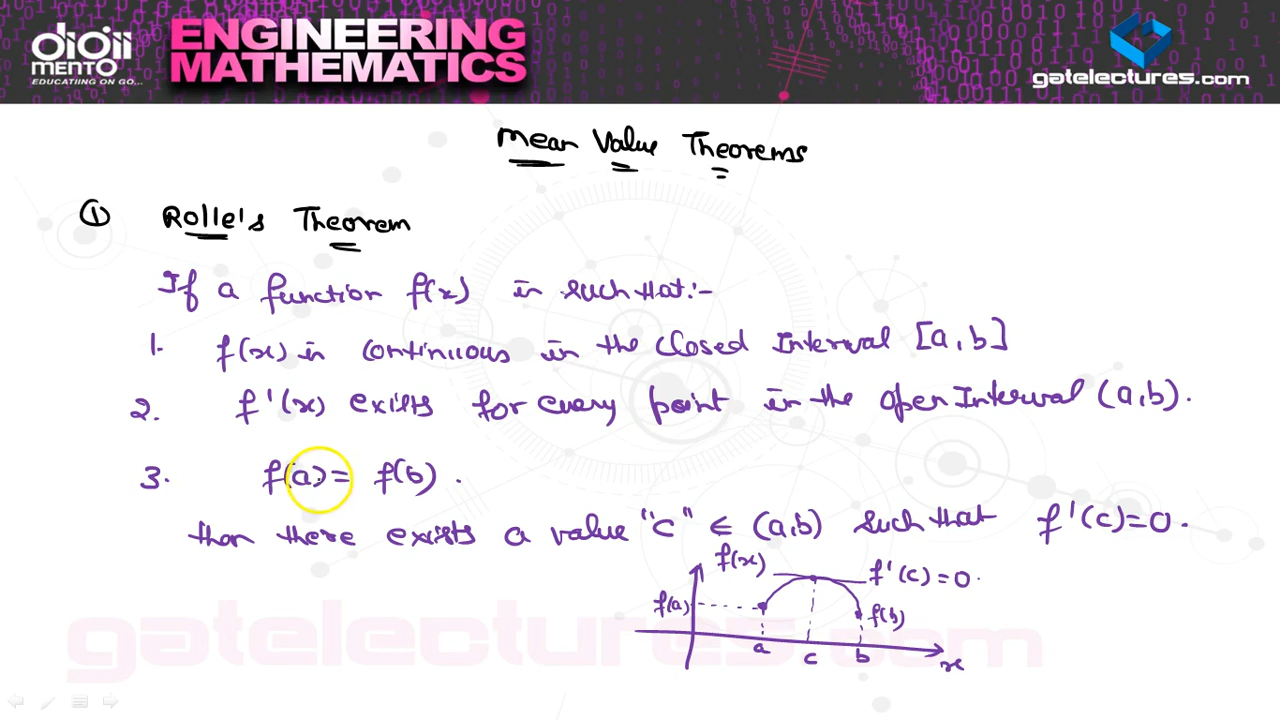 digii
MENTO
EDUCATIING ON GO...
ENGINEERING
MATHEMATICS
gatelectures.com
Mean Value Theorems
① Rolle's Theorem
If a function f(x) is such that:-
1. f(x) is continuous in the closed Interval [a,b]
2. f'(x) exists for every point in the open Interval (a,b).
3. f(a) = f(b).
then there exists a value "c" ∈ (a,b) such that f'(c)=0.
f(x)
f'(c)=0.
f(a)
f(b)
a c b x
gatelectures.com